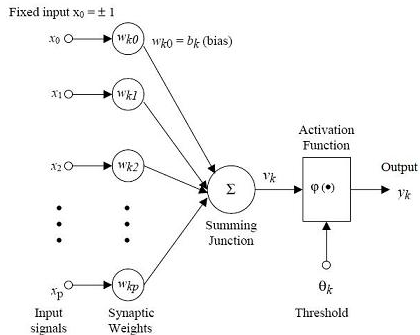 Fixed input x0 = ± 1
x0
wk0
wk0 = bk (bias)
x1
wk1
x2
wk2
xp
wkp
Input
signals
Synaptic
Weights
Σ
Summing
Junction
vk
Activation
Function
φ(•)
Output
yk
θk
Threshold